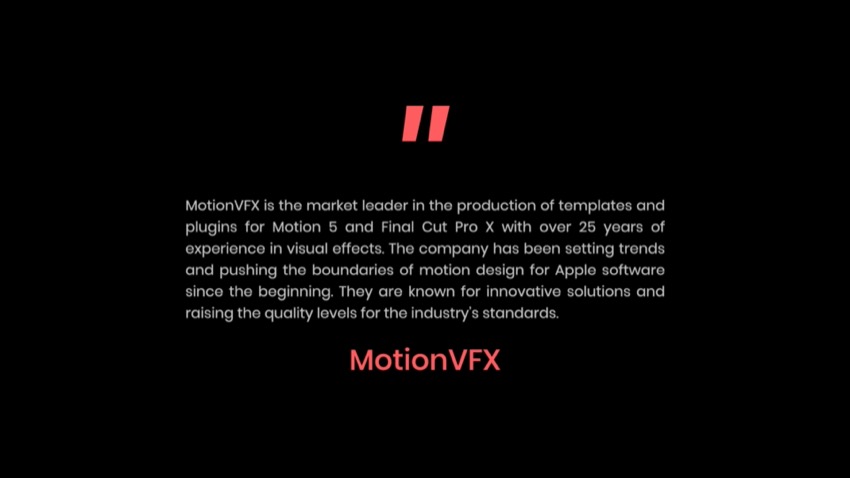 "
MotionVFX is the market leader in the production of templates and
plugins for Motion 5 and Final Cut Pro X with over 25 years of
experience in visual effects. The company has been setting trends
and pushing the boundaries of motion design for Apple software
since the beginning. They are known for innovative solutions and
raising the quality levels for the industry's standards.
MotionVFX